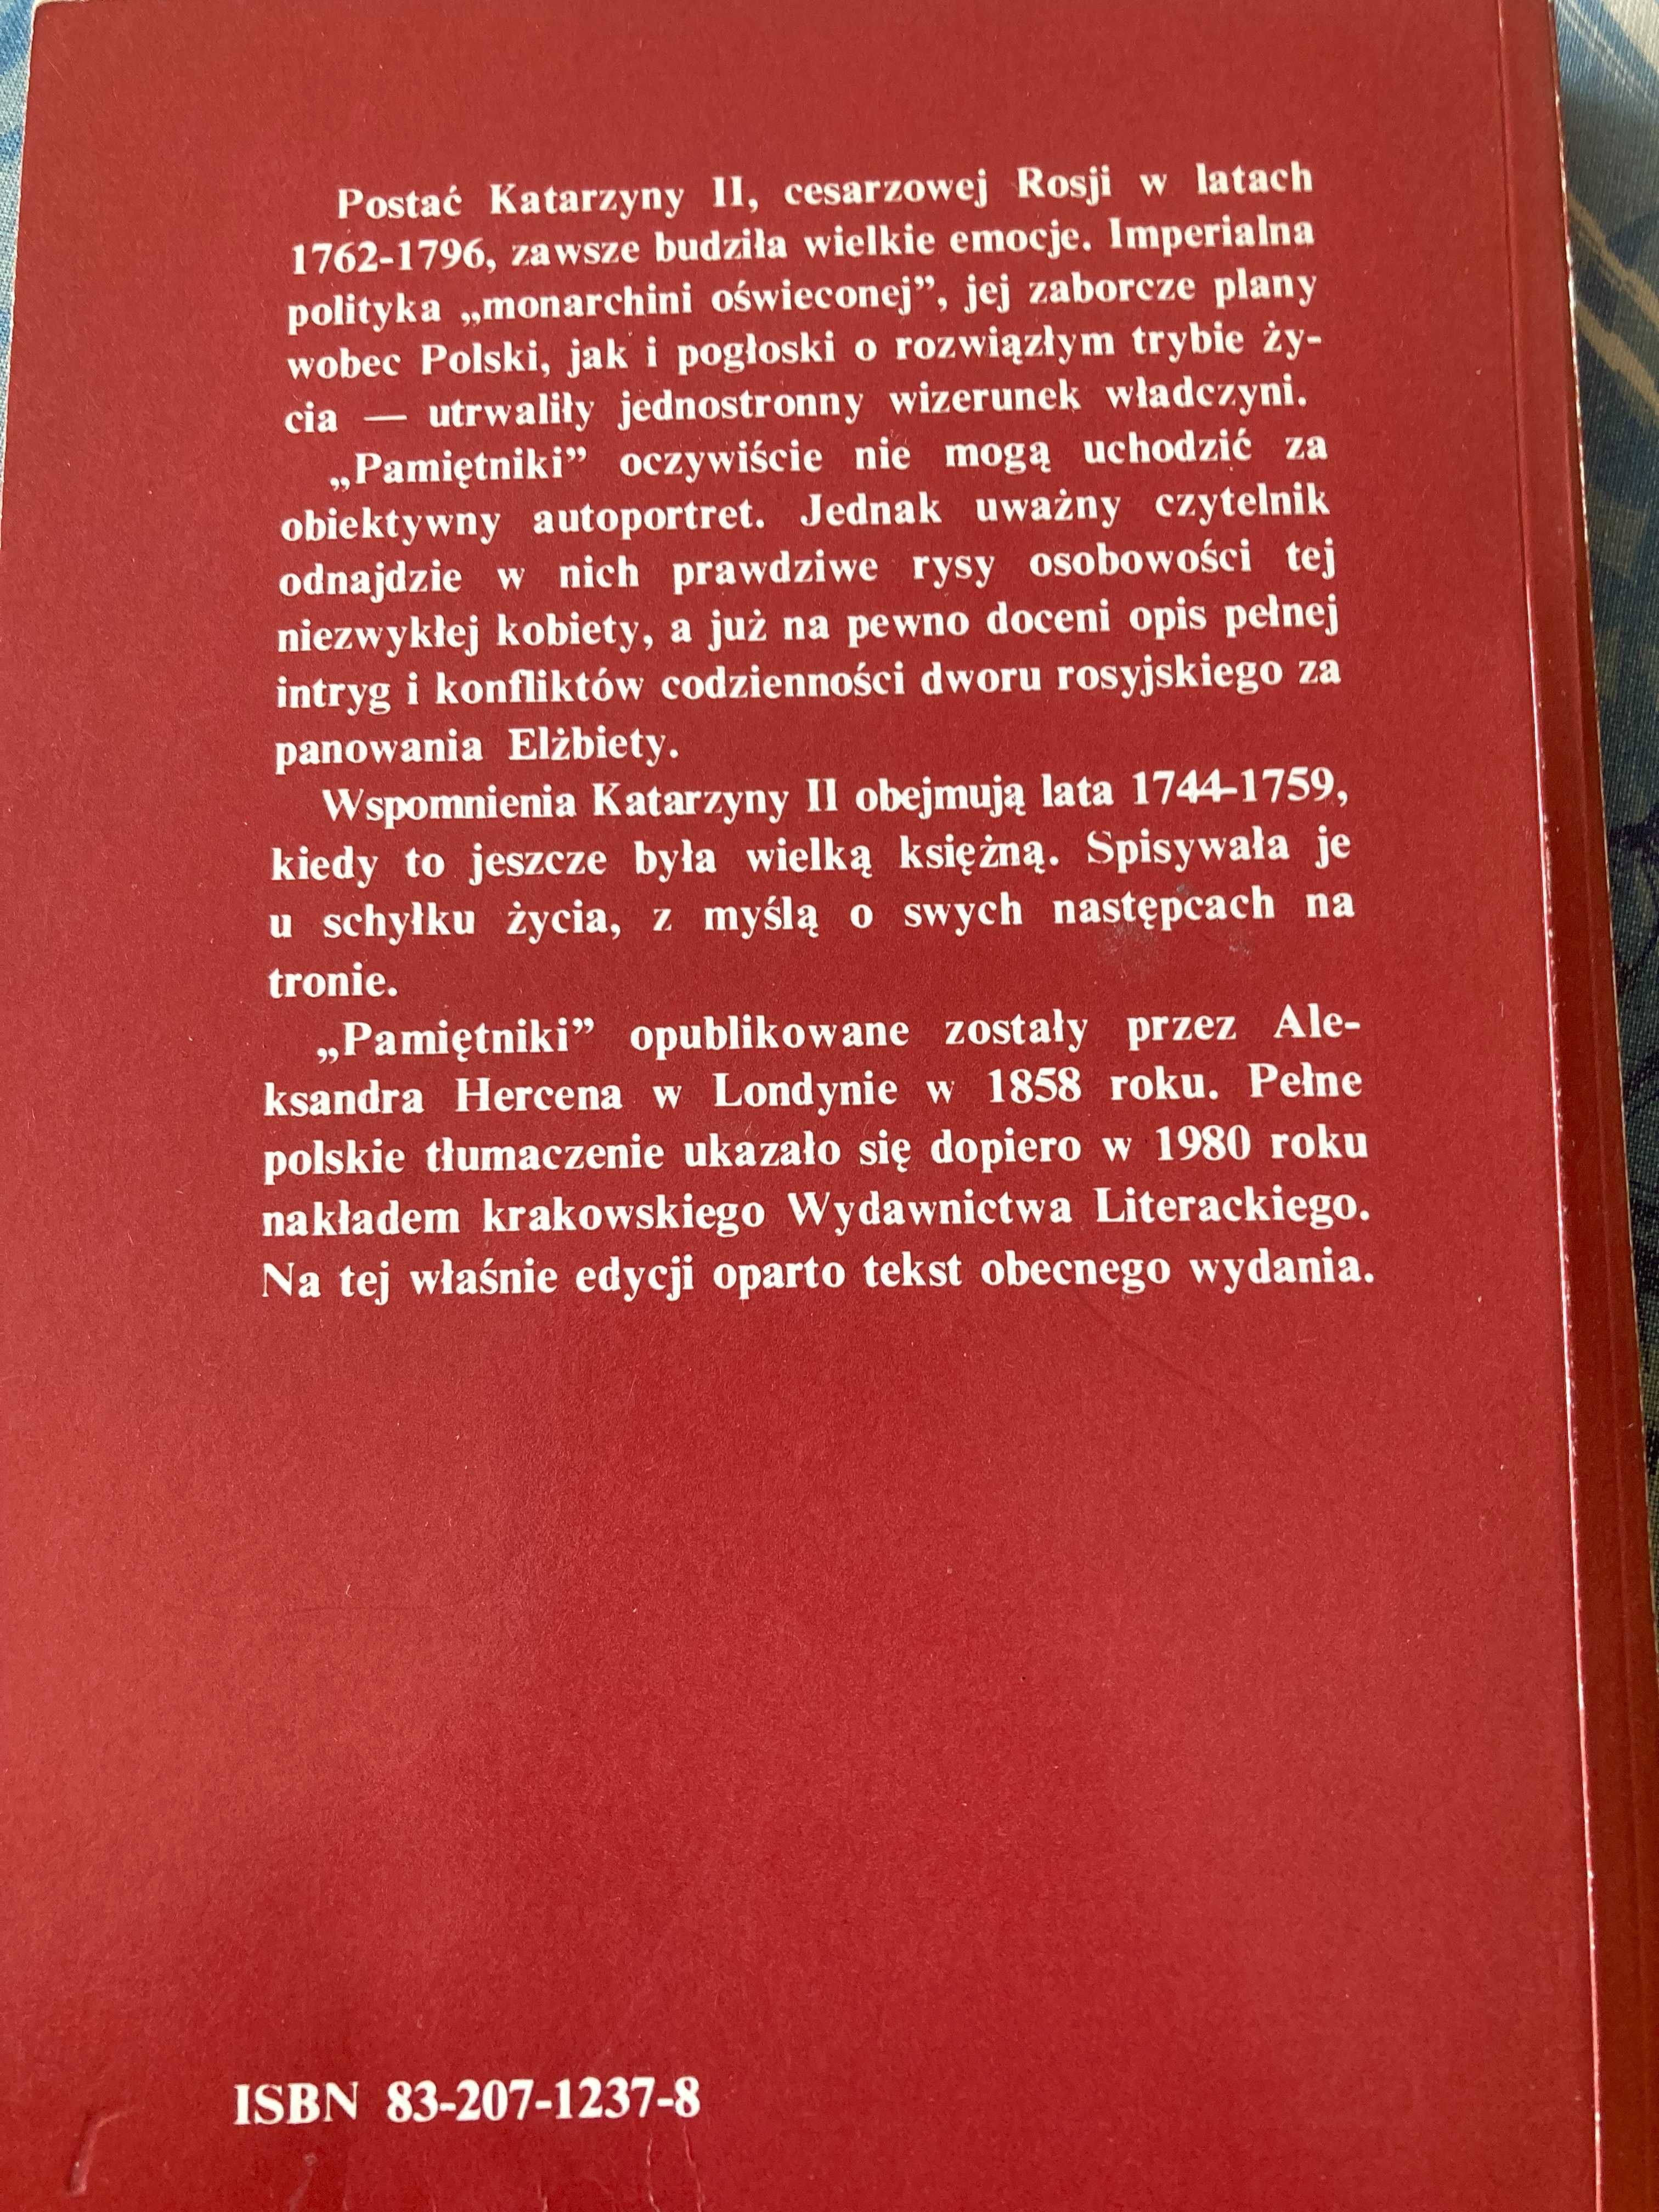 Postać Katarzyny II, cesarzowej Rosji w latach
1762-1796, zawsze budziła wielkie emocje. Imperialna
polityka „monarchini oświeconej”, jej zaborcze plany
wobec Polski, jak i pogłoski o rozwiązłym trybie ży-
cia — utrwaliły jednostronny wizerunek władczyni.
„Pamiętniki” oczywiście nie mogą uchodzić za
obiektywny autoportret. Jednak uważny czytelnik
odnajdzie w nich prawdziwe rysy osobowości tej
niezwykłej kobiety, a już na pewno doceni opis pełnej
intryg i konfliktów codzienności dworu rosyjskiego za
panowania Elżbiety.
Wspomnienia Katarzyny II obejmują lata 1744-1759,
kiedy to jeszcze była wielką księżną. Spisywała je
u schyłku życia, z myślą o swych następcach na
tronie.
„Pamiętniki” opublikowane zostały przez Ale-
ksandra Hercena w Londynie w 1858 roku. Pełne
polskie tłumaczenie ukazało się dopiero w 1980 roku
nakładem krakowskiego Wydawnictwa Literackiego.
Na tej właśnie edycji oparto tekst obecnego wydania.
ISBN 83-207-1237-8